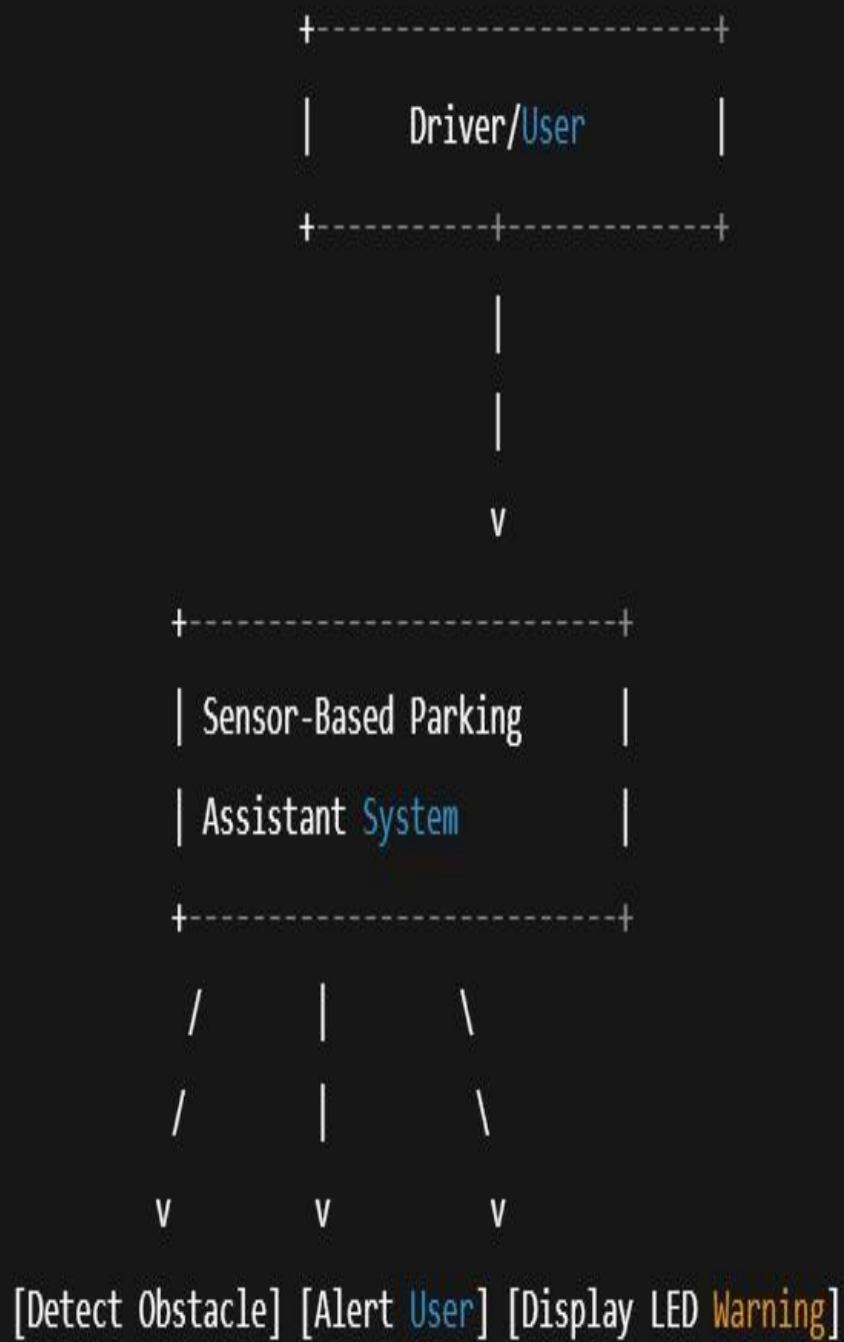 +-------------------------+
| Driver/User |
+-----------+-------------+
|
|
v
+---------------------------+
| Sensor-Based Parking |
| Assistant System |
+---------------------------+
/ | \
/ | \
v v v
[Detect Obstacle] [Alert User] [Display LED Warning]